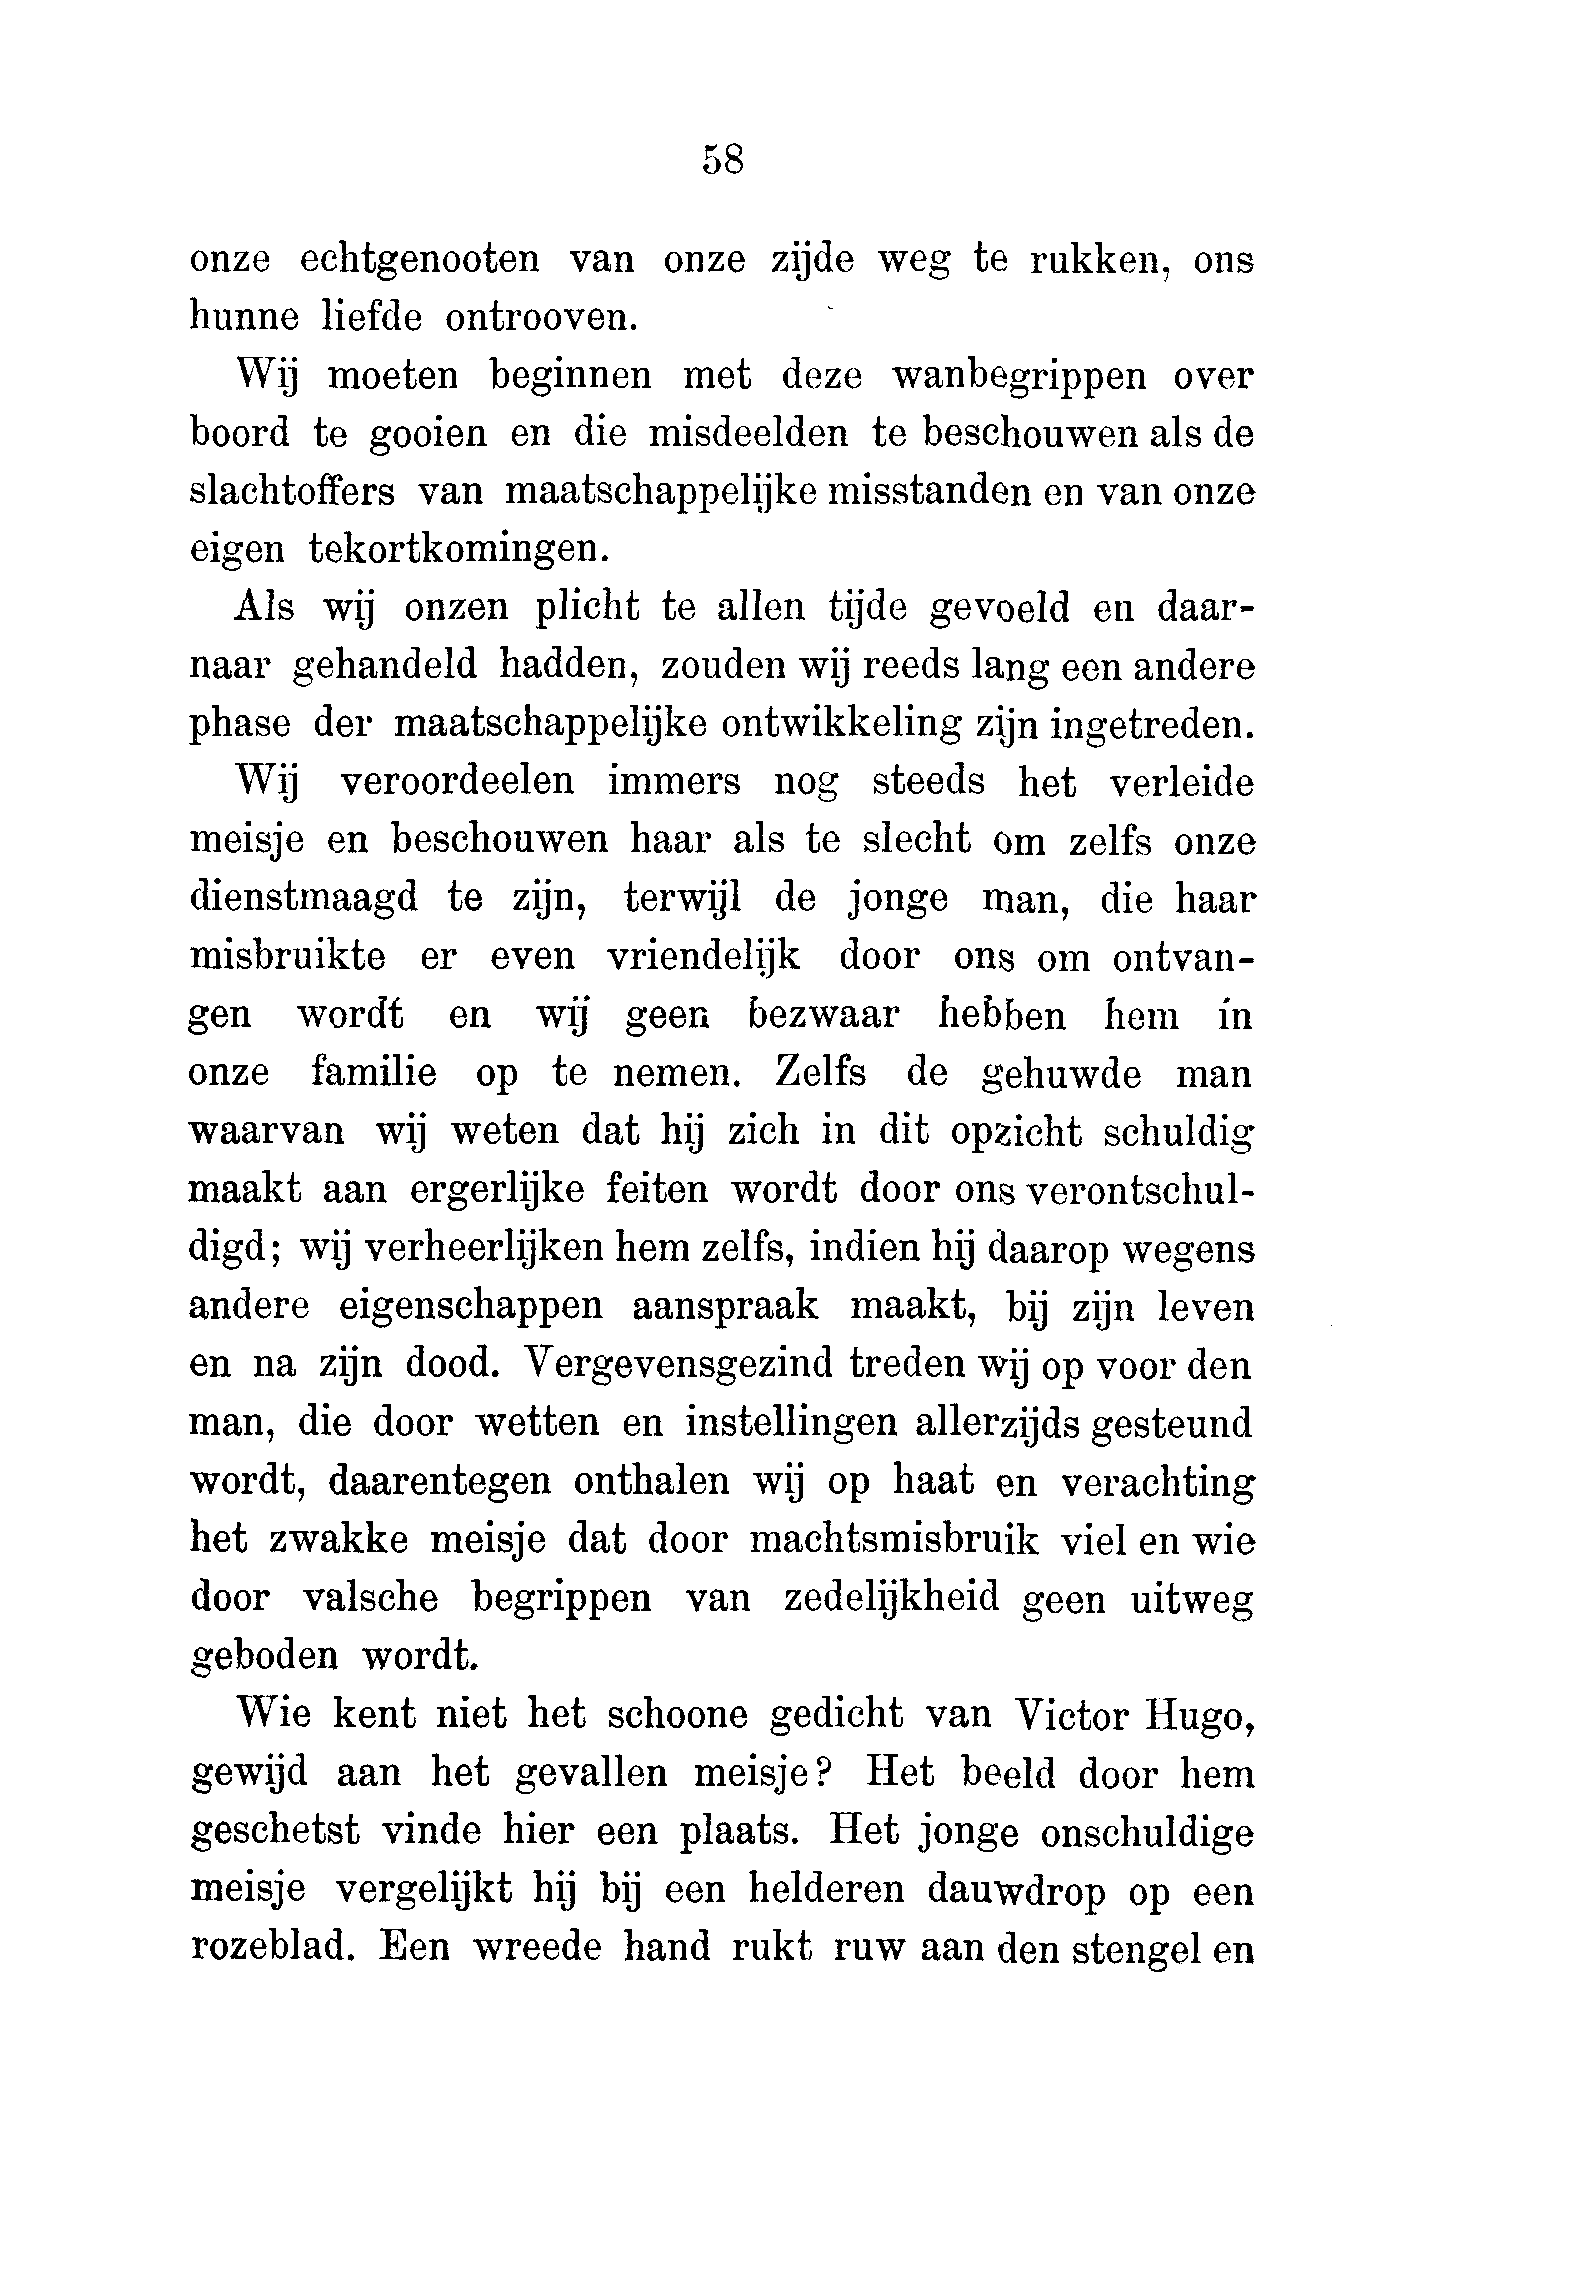 58
onze echtgenooten van onze zijde weg te rukken, ons
hunne liefde ontrooven.
Wij moeten beginnen met deze wanbegrippen over
boord te gooien en die misdeelden te beschouwen als de
slachtoffers van maatschappelijke misstanden en van onze
eigen tekortkomingen.
Als wij onzen plicht te allen tijde gevoeld en daar-
naar gehandeld hadden, zouden wij reeds lang een andere
phase der maatschappelijke ontwikkeling zijn ingetreden.
Wij veroordeelen immers nog steeds het verleide
meisje en beschouwen haar als te slecht om zelfs onze
dienstmaagd te zijn, terwijl de jonge man, die haar
misbruikte er even vriendelijk door ons om ontvan-
gen wordt en wij geen bezwaar hebben hem in
onze familie op te nemen. Zelfs de gehuwde man
waarvan wij weten dat hij zich in dit opzicht schuldig
maakt aan ergerlijke feiten wordt door ons verontschul-
digd; wij verheerlijken hem zelfs, indien hij daarop wegens
andere eigenschappen aanspraak maakt, bij zijn leven
en na zijn dood. Vergevensgezind treden wij op voor den
man, die door wetten en instellingen allerzijds gesteund
wordt, daarentegen onthalen wij op haat en verachting
het zwakke meisje dat door machtsmisbruik viel en wie
door valsche begrippen van zedelijkheid geen uitweg
geboden wordt.
Wie kent niet het schoone gedicht van Victor Hugo,
gewijd aan het gevallen meisje? Het beeld door hem
geschetst vinde hier een plaats. Het jonge onschuldige
meisje vergelijkt hij bij een helderen dauwdrop op een
rozeblad. Een wreede hand rukt ruw aan den stengel en